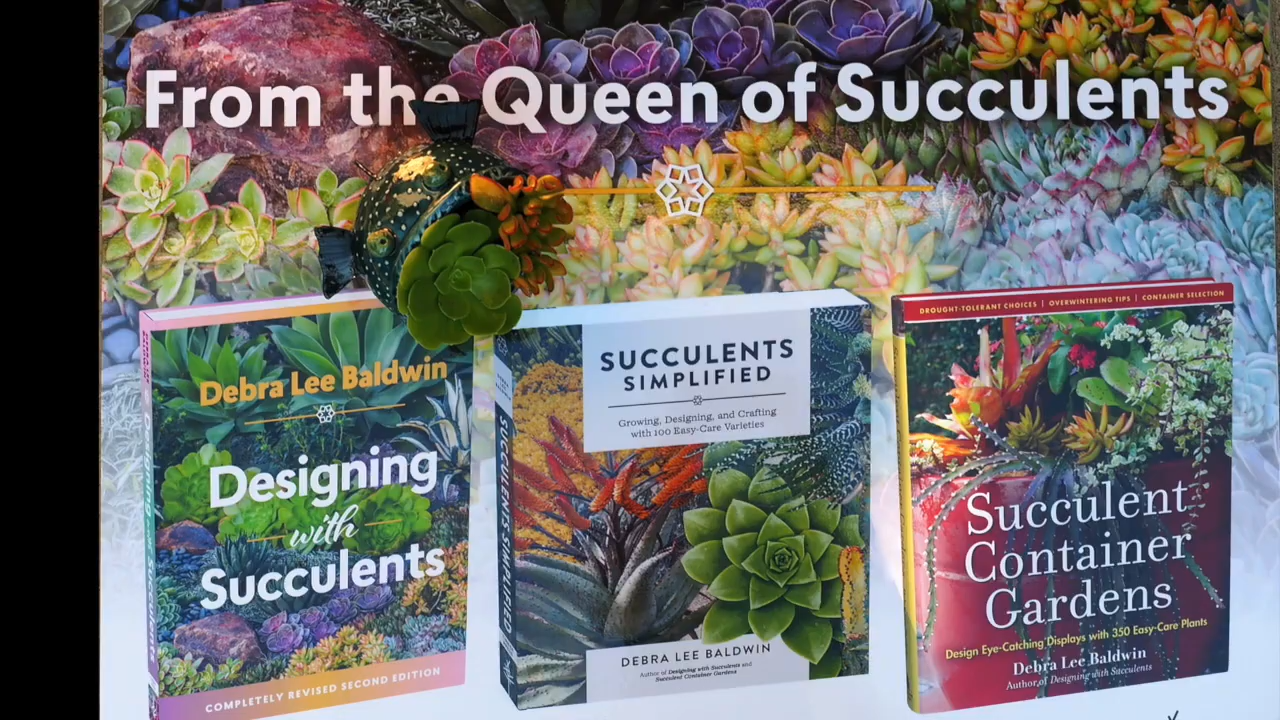 From the Queen of Succulents
Debra Lee Baldwin
Designing
with
Succulents
COMPLETELY REVISED SECOND EDITION
SUCCULENTS
SIMPLIFIED
Growing, Designing, and Crafting
with 100 Easy-Care Varieties
SUCCULENTS SIMPLIFIED
DEBRA LEE BALDWIN
Author of Designing with Succulents and
Succulent Container Gardens
DROUGHT-TOLERANT CHOICES | OVERWINTERING TIPS | CONTAINER SELECTION
Succulent
Container
Gardens
Design Eye-Catching Displays with 350 Easy-Care Plants
Debra Lee Baldwin
Author of Designing with Succulents